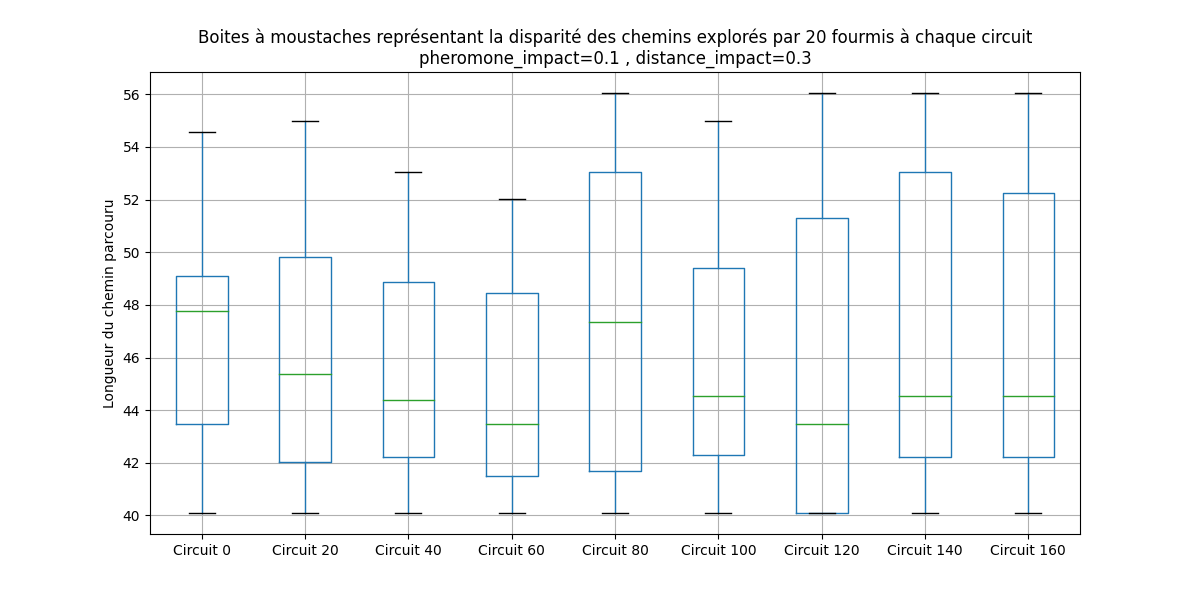 Boites à moustaches représentant la disparité des chemins explorés par 20 fourmis à chaque circuit
pheromone_impact=0.1 , distance_impact=0.3
56
54
52
50
48
46
44
42
40
Longueur du chemin parcouru
Circuit 0 Circuit 20 Circuit 40 Circuit 60 Circuit 80 Circuit 100 Circuit 120 Circuit 140 Circuit 160